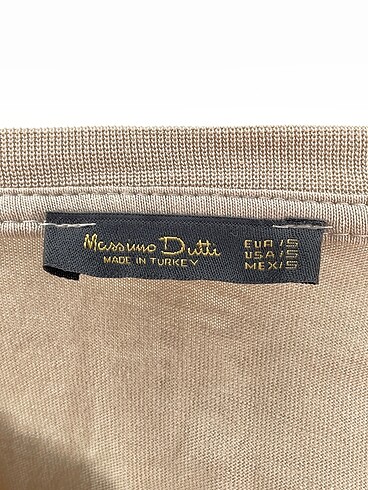 Massimo Dutti
MADE IN TURKEY
EUR/S
USA/S
MEX/S